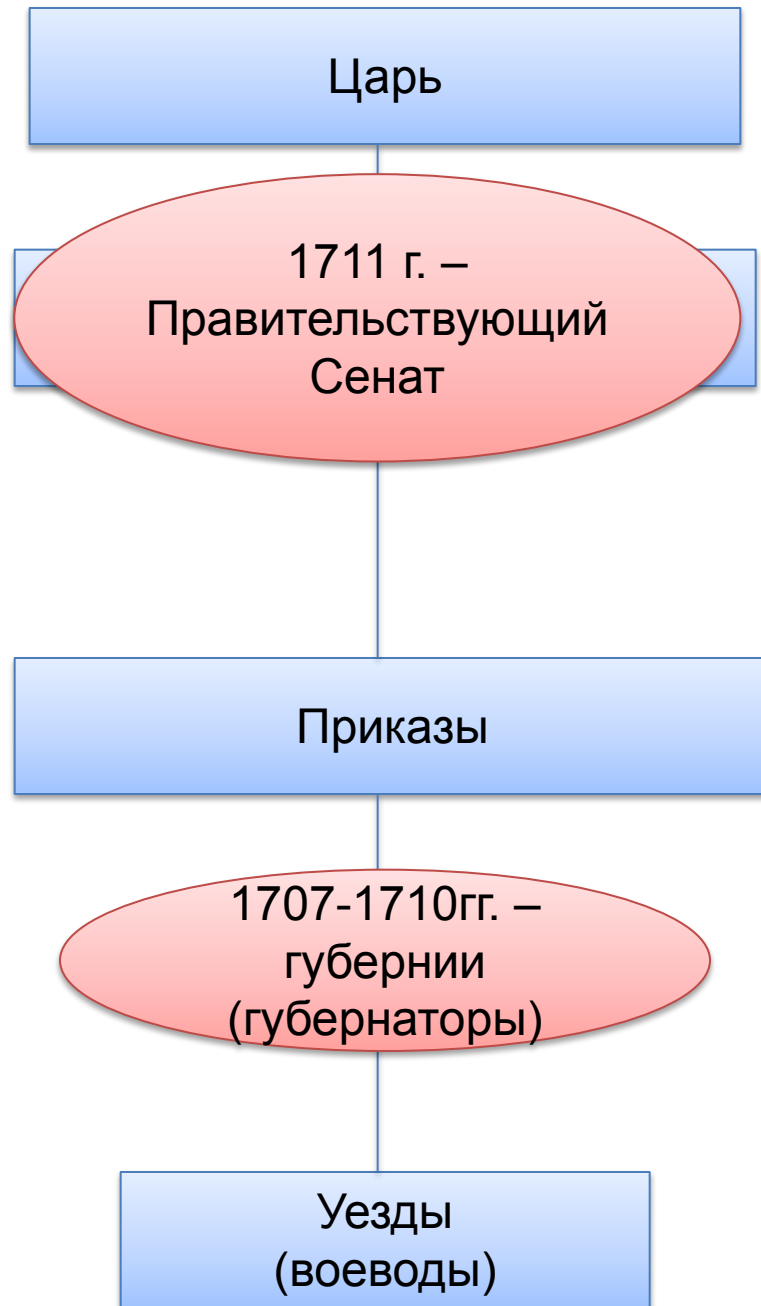 Царь
1711 г. –
Правительствующий
Сенат
Приказы
1707-1710гг. –
губернии
(губернаторы)
Уезды
(воеводы)